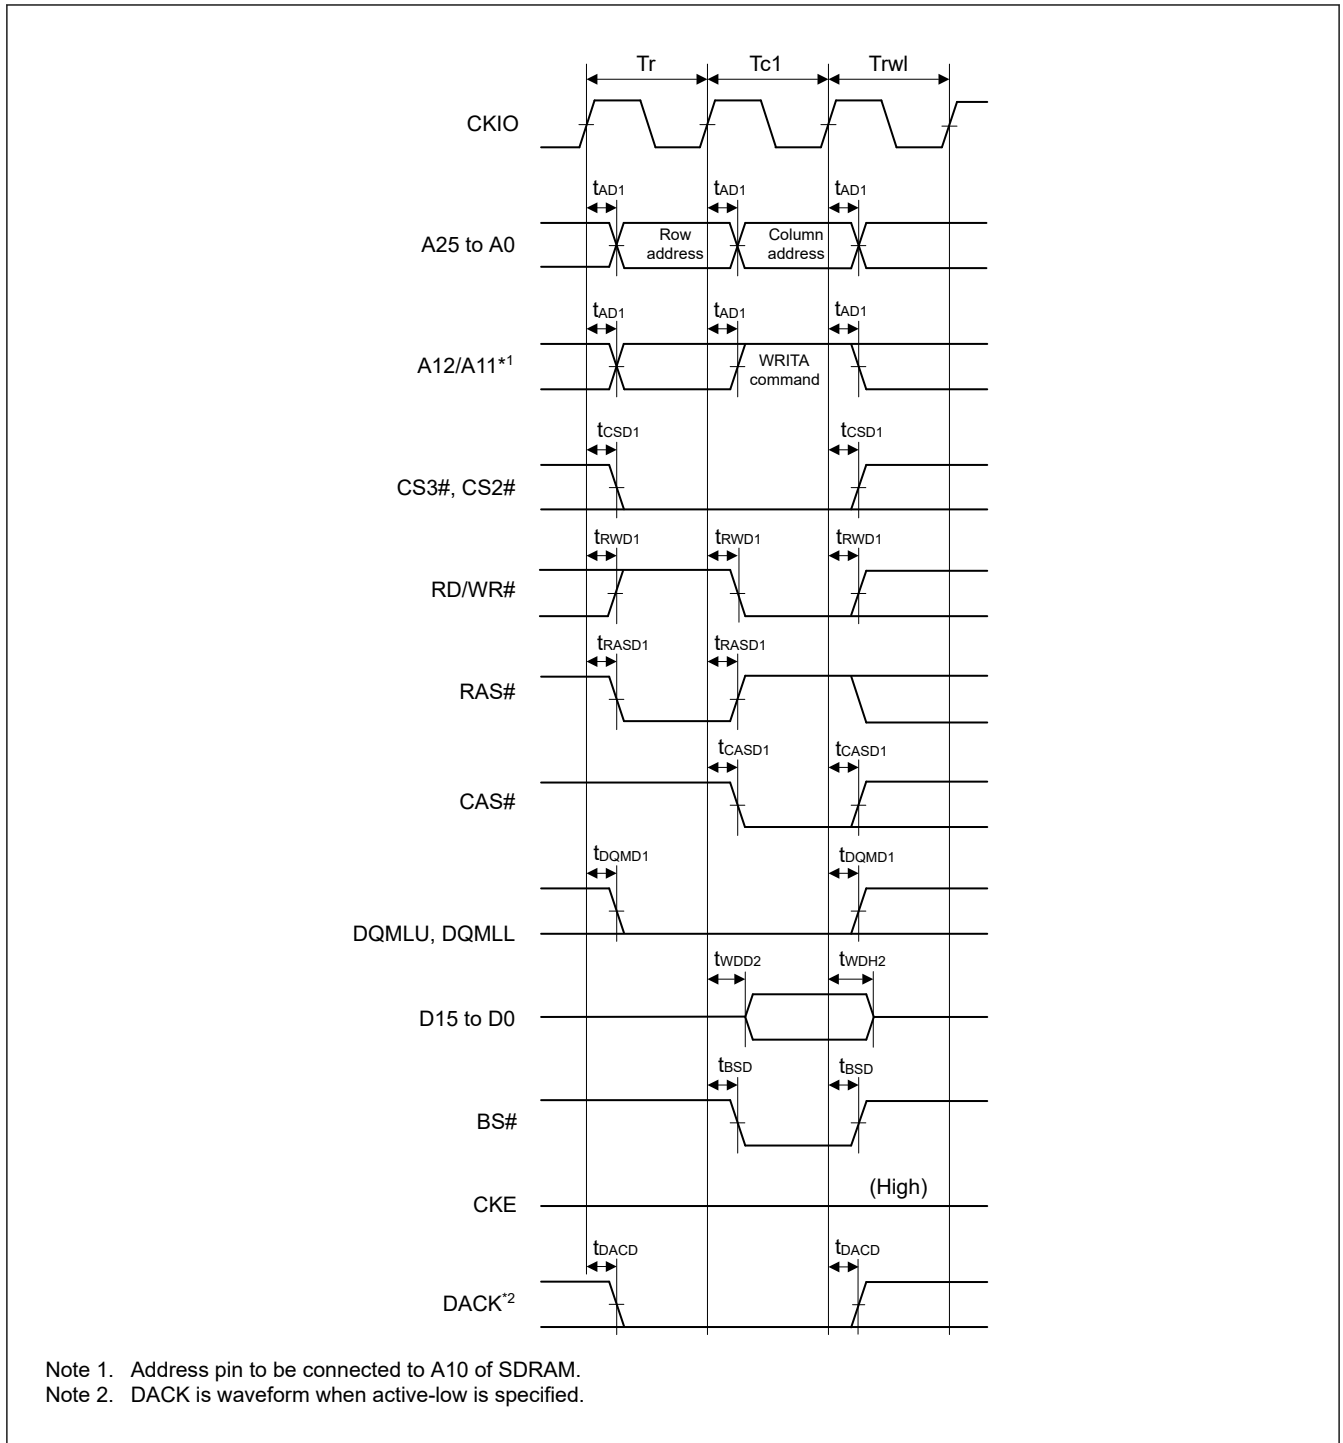 Tr Tc1 Trwl
CKIO
tAD1 tAD1 tAD1
A25 to A0
Row address
Column address
tAD1 tAD1 tAD1
A12/A11*1
WRITA command
tCSD1 tCSD1
CS3#, CS2#
tRWD1 tRWD1 tRWD1
RD/WR#
tRASD1 tRASD1
RAS#
tCASD1 tCASD1
CAS#
tDQMD1 tDQMD1
DQMLU, DQMLL
tWDD2 tWDH2
D15 to D0
tBSD tBSD
BS#
(High)
CKE
tDACD tDACD
DACK*2
Note 1. Address pin to be connected to A10 of SDRAM.
Note 2. DACK is waveform when active-low is specified.